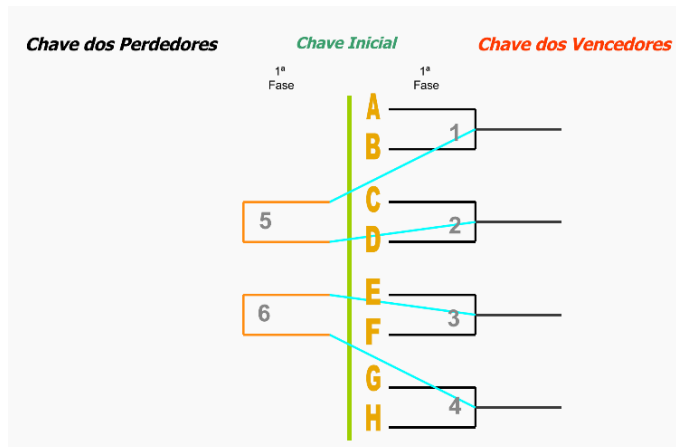 Chave dos Perdedores
Chave Inicial
Chave dos Vencedores
1ª
Fase
1ª
Fase
A
1
B
C
5
2
D
E
6
3
F
G
4
H